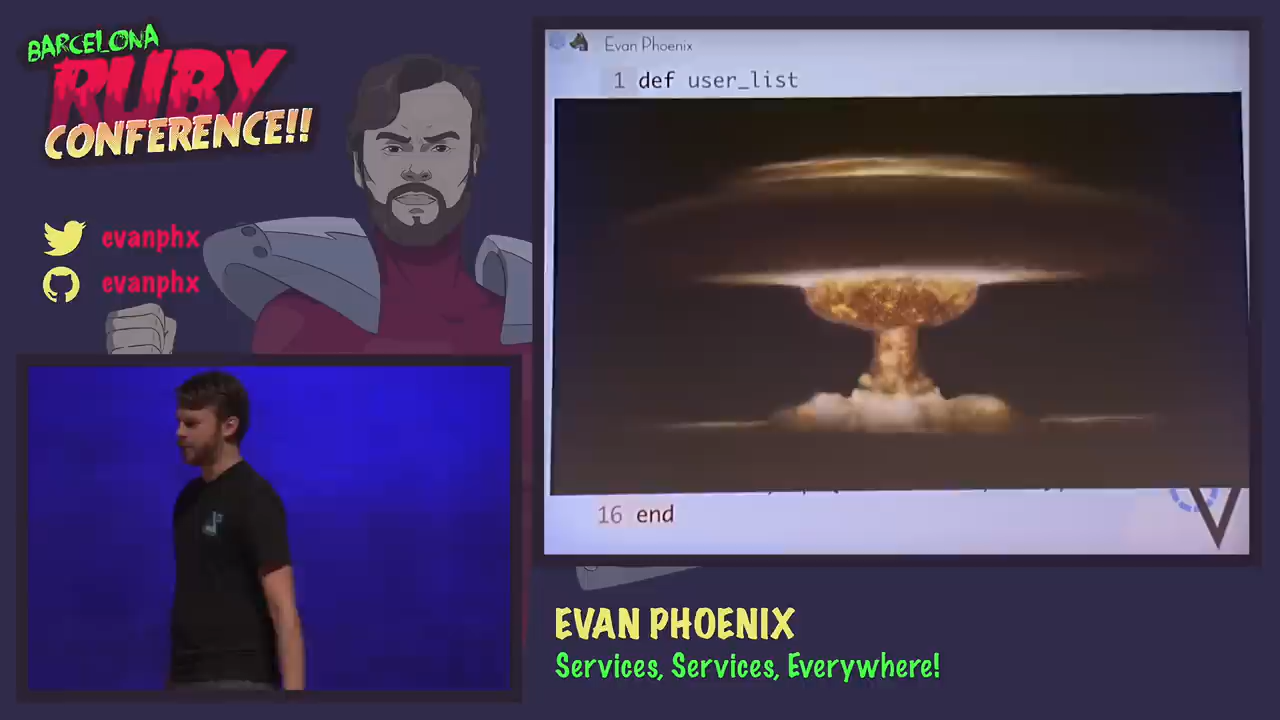 BARCELONA
RUBY
CONFERENCE!!
evanphx
evanphx
Evan Phoenix
1 def user_list
16 end
EVAN PHOENIX
Services, Services, Everywhere!